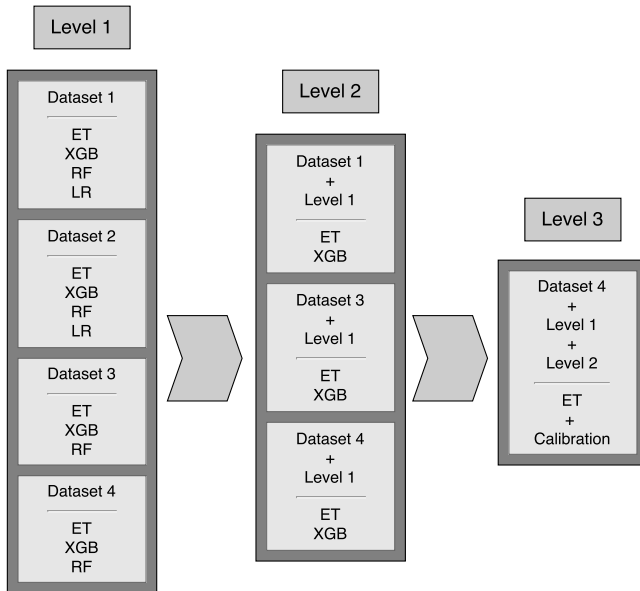 Level 1
Dataset 1
ET
XGB
RF
LR
Dataset 2
ET
XGB
RF
LR
Dataset 3
ET
XGB
RF
Dataset 4
ET
XGB
RF
Level 2
Dataset 1
+
Level 1
ET
XGB
Dataset 3
+
Level 1
ET
XGB
Dataset 4
+
Level 1
ET
XGB
Level 3
Dataset 4
+
Level 1
+
Level 2
ET
+
Calibration